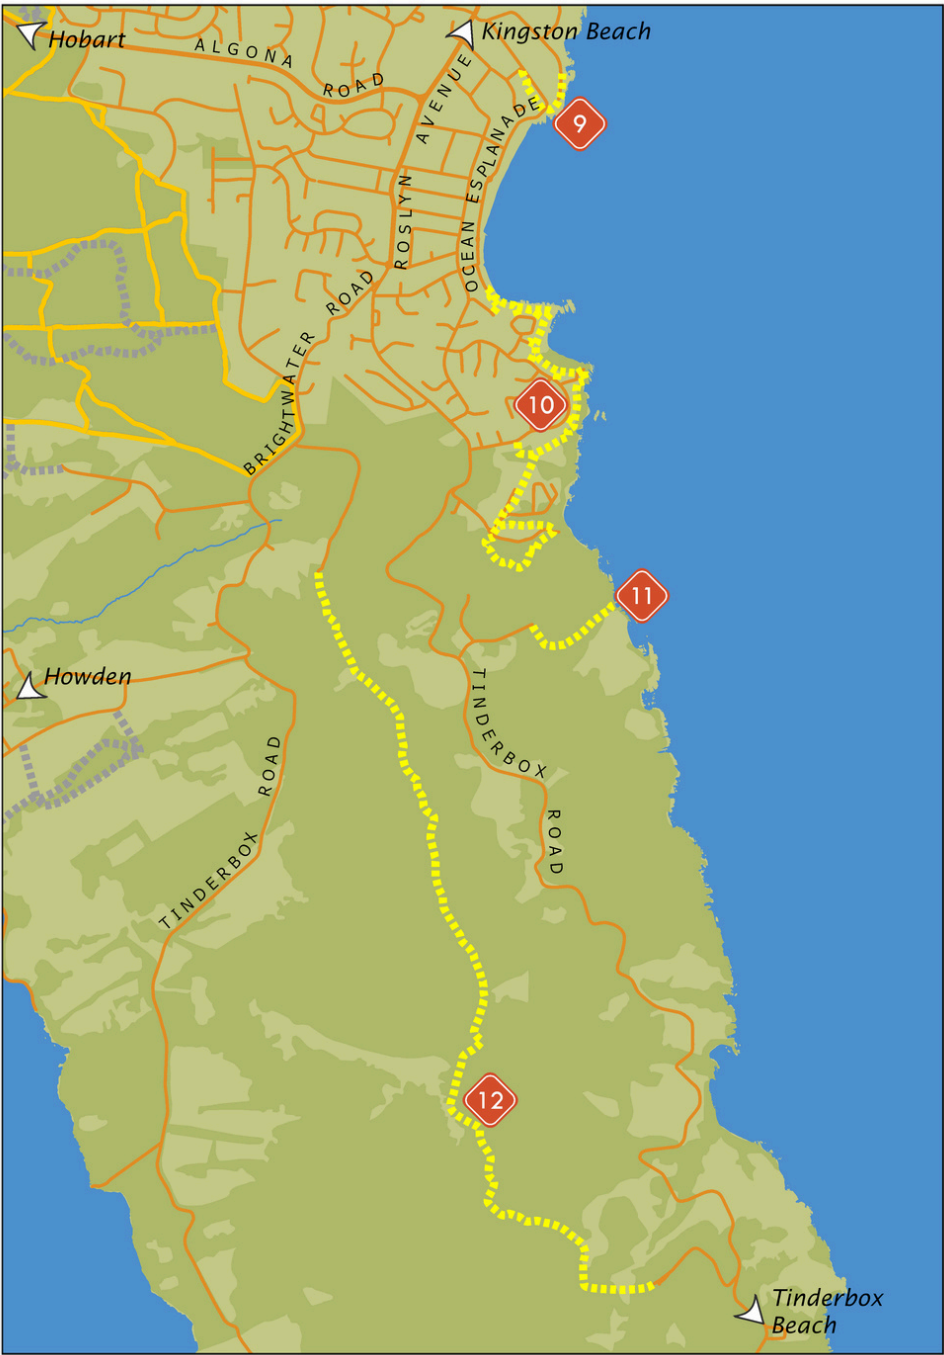 Hobart
Kingston Beach
ALGONA ROAD
9
ROSLYN AVENUE
OCEAN ESPLANADE
BRIGHTWATER ROAD
10
11
Howden
TINDERBOX ROAD
TINDERBOX ROAD
12
Tinderbox
Beach